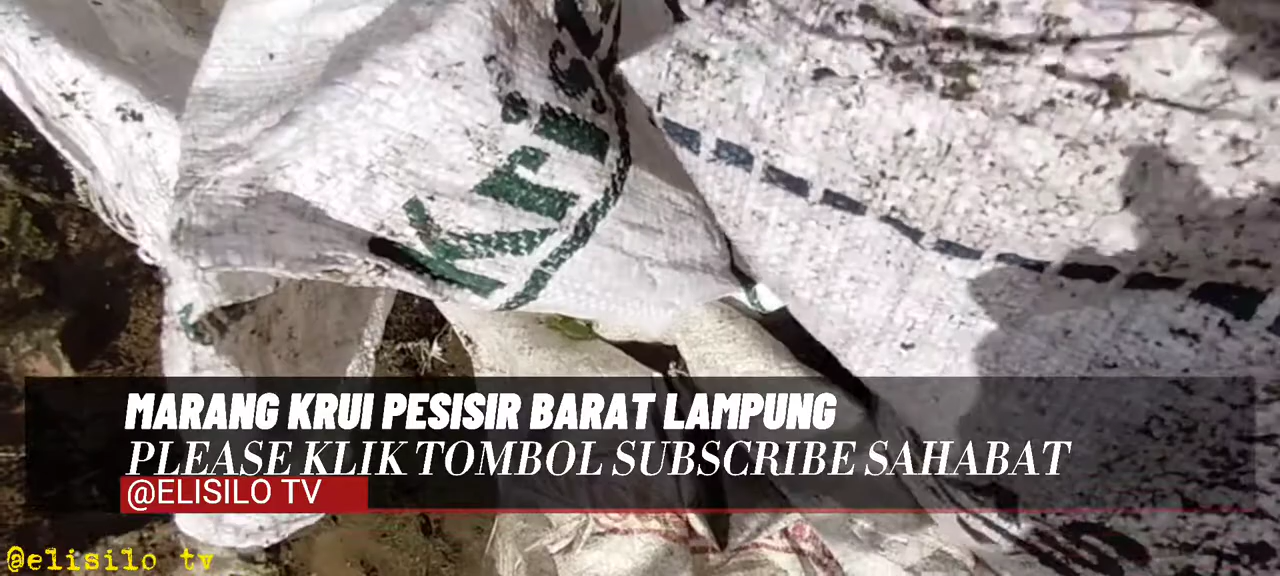 MARANG KRUI PESISIR BARAT LAMPUNG
PLEASE KLIK TOMBOL SUBSCRIBE SAHABAT
@ELISILO TV
@elisilo tv